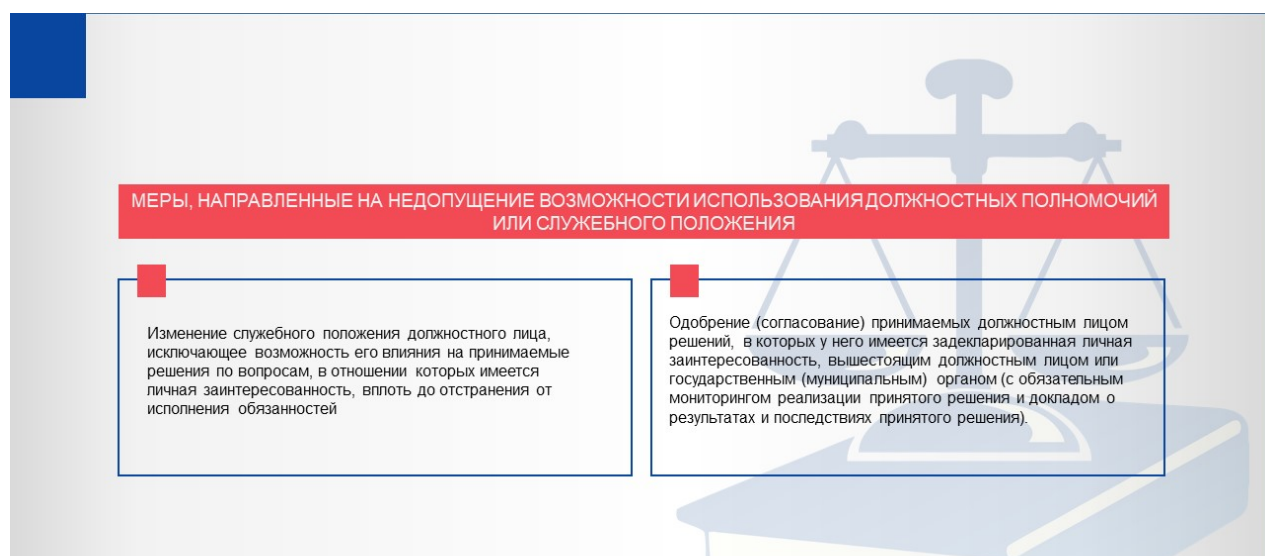 МЕРЫ, НАПРАВЛЕННЫЕ НА НЕДОПУЩЕНИЕ ВОЗМОЖНОСТИ ИСПОЛЬЗОВАНИЯ ДОЛЖНОСТНЫХ ПОЛНОМОЧИЙ
ИЛИ СЛУЖЕБНОГО ПОЛОЖЕНИЯ
Изменение служебного положения должностного лица,
исключающее возможность его влияния на принимаемые
решения по вопросам, в отношении которых имеется
личная заинтересованность, вплоть до отстранения от
исполнения обязанностей
Одобрение (согласование) принимаемых должностным лицом
решений, в которых у него имеется задекларированная личная
заинтересованность, вышестоящим должностным лицом или
государственным (муниципальным) органом (с обязательным
мониторингом реализации принятого решения и докладом о
результатах и последствиях принятого решения).